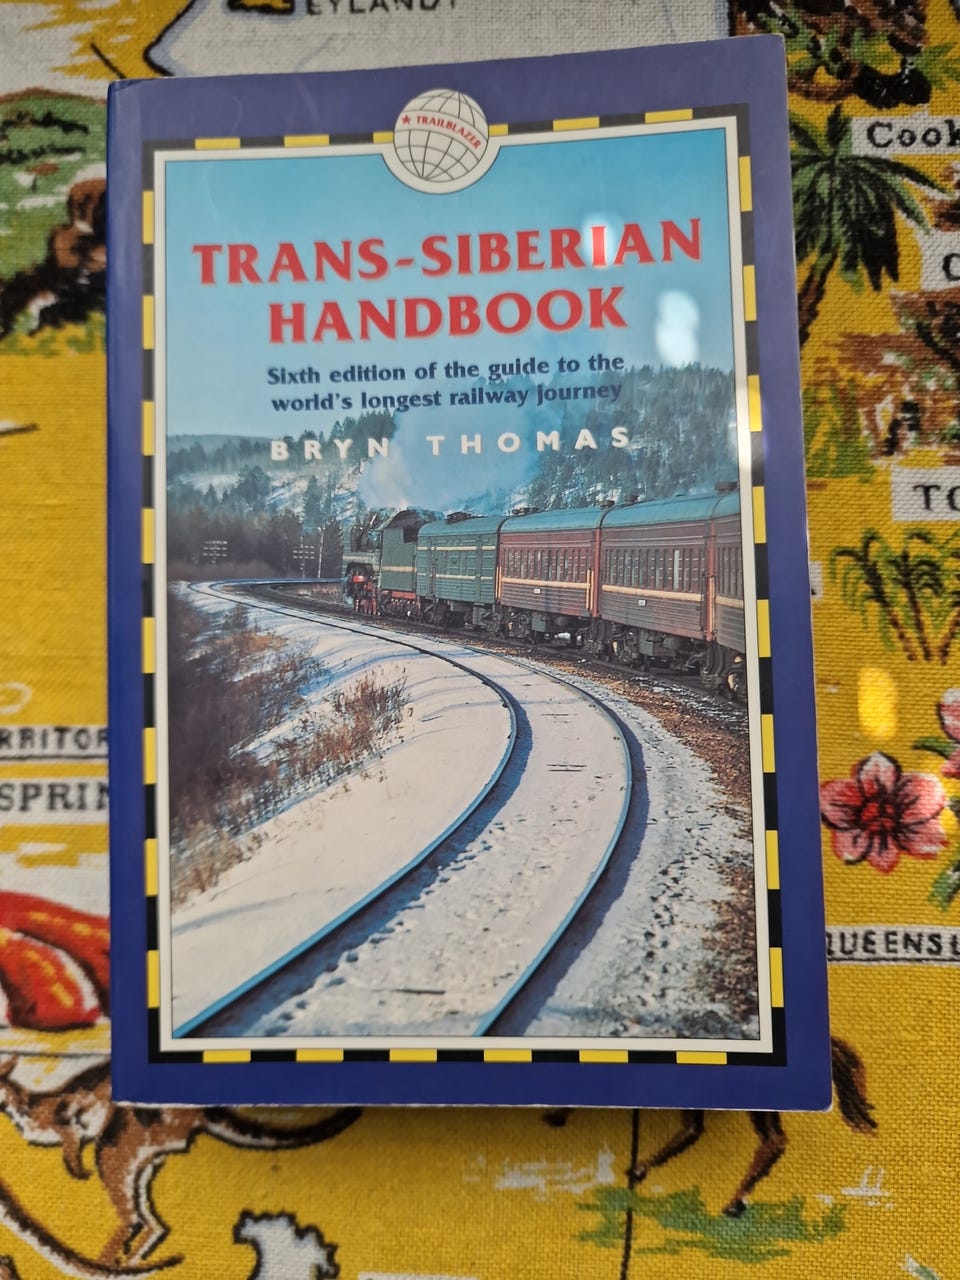 EYLANDT
★ TRAILBLAZER
Cook
TRANS-SIBERIAN
HANDBOOK
Sixth edition of the guide to the
world's longest railway journey
BRYN THOMAS
TO
RRITOR
SPRIN
QUEENSL